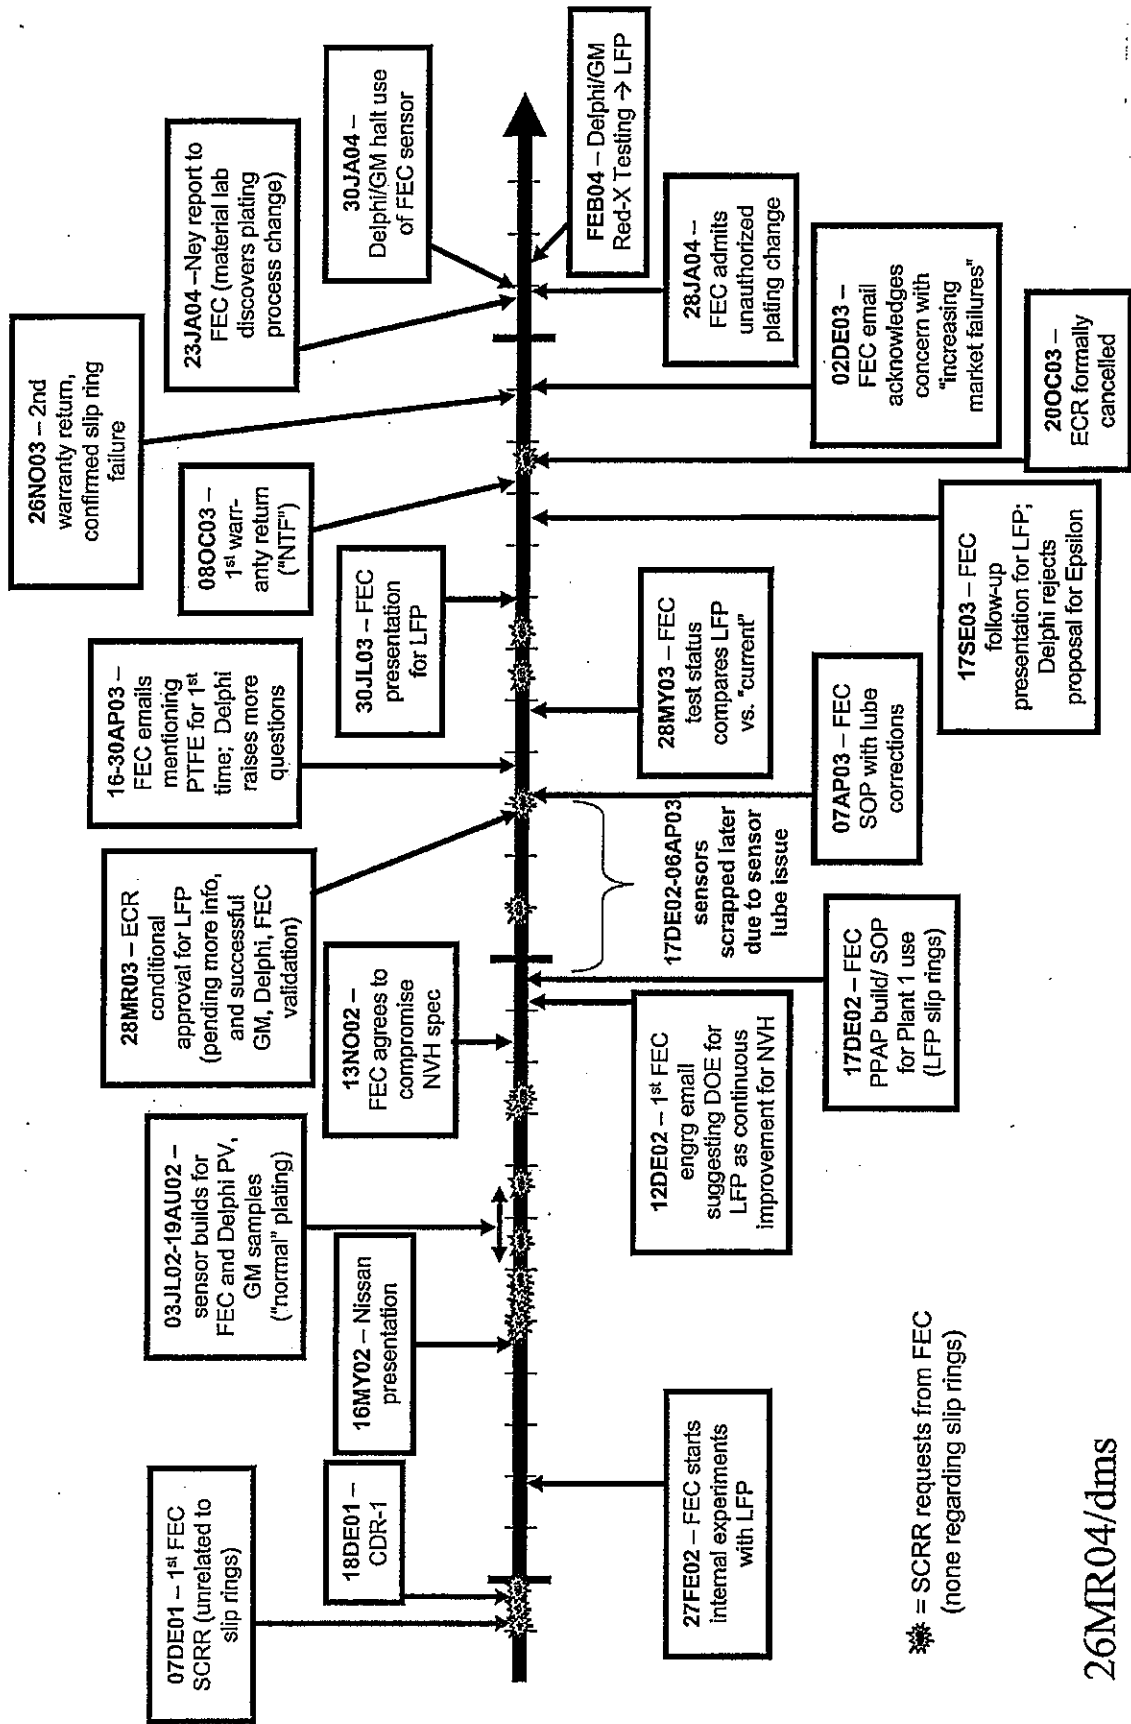 07DE01 – 1st FEC
SCRR (unrelated to
slip rings)
18DE01 –
CDR-1
16MY02 – Nissan
presentation
03JL02-19AU02 –
sensor builds for
FEC and Delphi PV,
GM samples
("normal" plating)
13NO02 –
FEC agrees to
compromise
NVH spec
28MR03 – ECR
conditional
approval for LFP
(pending more info,
and successful
GM, Delphi, FEC
validation)
16-30AP03 –
FEC emails
mentioning
PTFE for 1st
time; Delphi
raises more
questions
30JL03 – FEC
presentation
for LFP
08OC03 –
1st warr-
anty return
("NTF")
26NO03 – 2nd
warranty return,
confirmed slip ring
failure
23JA04 –Ney report to
FEC (material lab
discovers plating
process change)
30JA04 –
Delphi/GM halt use
of FEC sensor
27FE02 – FEC starts
internal experiments
with LFP
12DE02 – 1st FEC
engrg email
suggesting DOE for
LFP as continuous
improvement for NVH
17DE02 – FEC
PPAP build/ SOP
for Plant 1 use
(LFP slip rings)
17DE02-06AP03
sensors
scrapped later
due to sensor
lube issue
07AP03 – FEC
SOP with lube
corrections
28MY03 – FEC
test status
compares LFP
vs. "current"
17SE03 – FEC
follow-up
presentation for LFP;
Delphi rejects
proposal for Epsilon
20OC03 –
ECR formally
cancelled
02DE03 –
FEC email
acknowledges
concern with
"increasing
market failures"
28JA04 –
FEC admits
unauthorized
plating change
FEB04 – Delphi/GM
Red-X Testing → LFP
= SCRR requests from FEC
(none regarding slip rings)
26MR04/dms